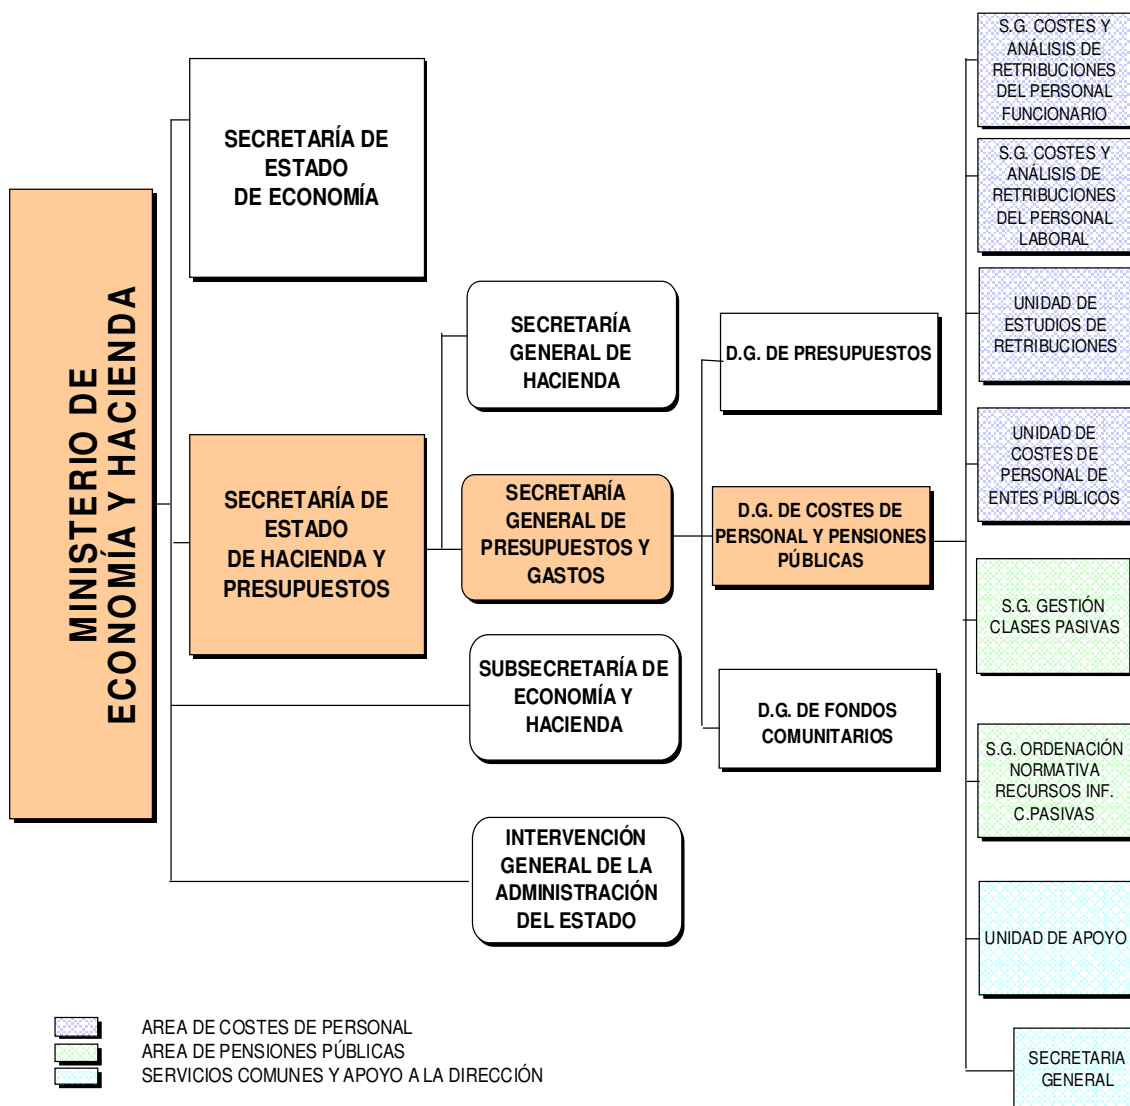 MINISTERIO DE
ECONOMÍA Y HACIENDA
SECRETARÍA DE
ESTADO
DE ECONOMÍA
SECRETARÍA DE
ESTADO
DE HACIENDA Y
PRESUPUESTOS
SECRETARÍA
GENERAL DE
HACIENDA
SECRETARÍA
GENERAL DE
PRESUPUESTOS Y
GASTOS
SUBSECRETARÍA DE
ECONOMÍA Y
HACIENDA
INTERVENCIÓN
GENERAL DE LA
ADMINISTRACIÓN
DEL ESTADO
D.G. DE PRESUPUESTOS
D.G. DE COSTES DE
PERSONAL Y PENSIONES
PÚBLICAS
D.G. DE FONDOS
COMUNITARIOS
S.G. COSTES Y
ANÁLISIS DE
RETRIBUCIONES
DEL PERSONAL
FUNCIONARIO
S.G. COSTES Y
ANÁLISIS DE
RETRIBUCIONES
DEL PERSONAL
LABORAL
UNIDAD DE
ESTUDIOS DE
RETRIBUCIONES
UNIDAD DE
COSTES DE
PERSONAL DE
ENTES PÚBLICOS
S.G. GESTIÓN
CLASES PASIVAS
S.G. ORDENACIÓN
NORMATIVA
RECURSOS INF.
C.PASIVAS
UNIDAD DE APOYO
SECRETARIA
GENERAL
AREA DE COSTES DE PERSONAL
AREA DE PENSIONES PÚBLICAS
SERVICIOS COMUNES Y APOYO A LA DIRECCIÓN